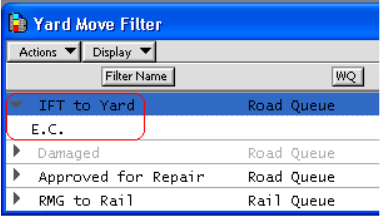 Yard Move Filter
Actions Display
Filter Name WQ
IFT to Yard Road Queue
E.C.
Damaged Road Queue
Approved for Repair Road Queue
RMG to Rail Rail Queue